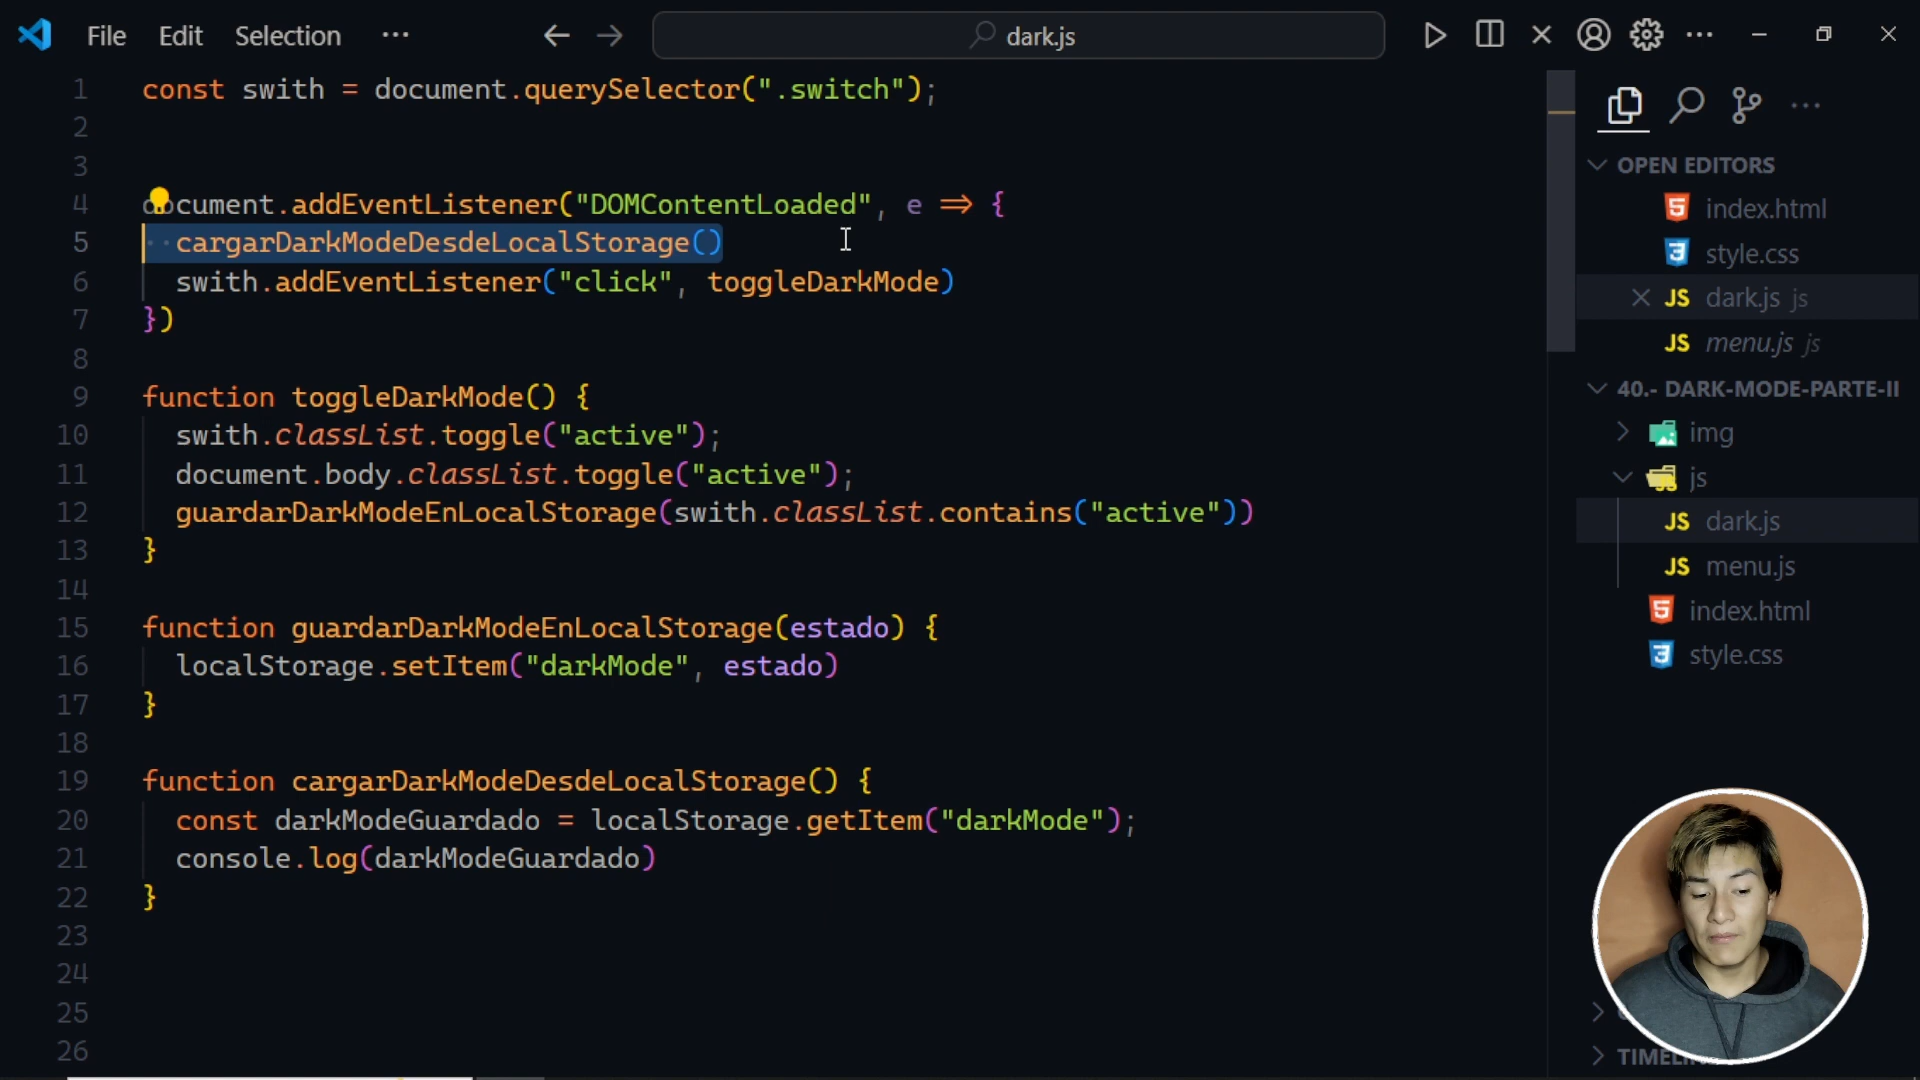 File Edit Selection ··· dark.js
1 const swith = document.querySelector(".switch");
2
3
4 document.addEventListener("DOMContentLoaded", e => {
5 cargarDarkModeDesdeLocalStorage()
6 swith.addEventListener("click", toggleDarkMode)
7 })
8
9 function toggleDarkMode() {
10 swith.classList.toggle("active");
11 document.body.classList.toggle("active");
12 guardarDarkModeEnLocalStorage(swith.classList.contains("active"))
13 }
14
15 function guardarDarkModeEnLocalStorage(estado) {
16 localStorage.setItem("darkMode", estado)
17 }
18
19 function cargarDarkModeDesdeLocalStorage() {
20 const darkModeGuardado = localStorage.getItem("darkMode");
21 console.log(darkModeGuardado)
22 }
23
24
25
26
OPEN EDITORS
index.html
style.css
JS dark.js js
JS menu.js js
40.- DARK-MODE-PARTE-II
img
js
JS dark.js
JS menu.js
index.html
style.css